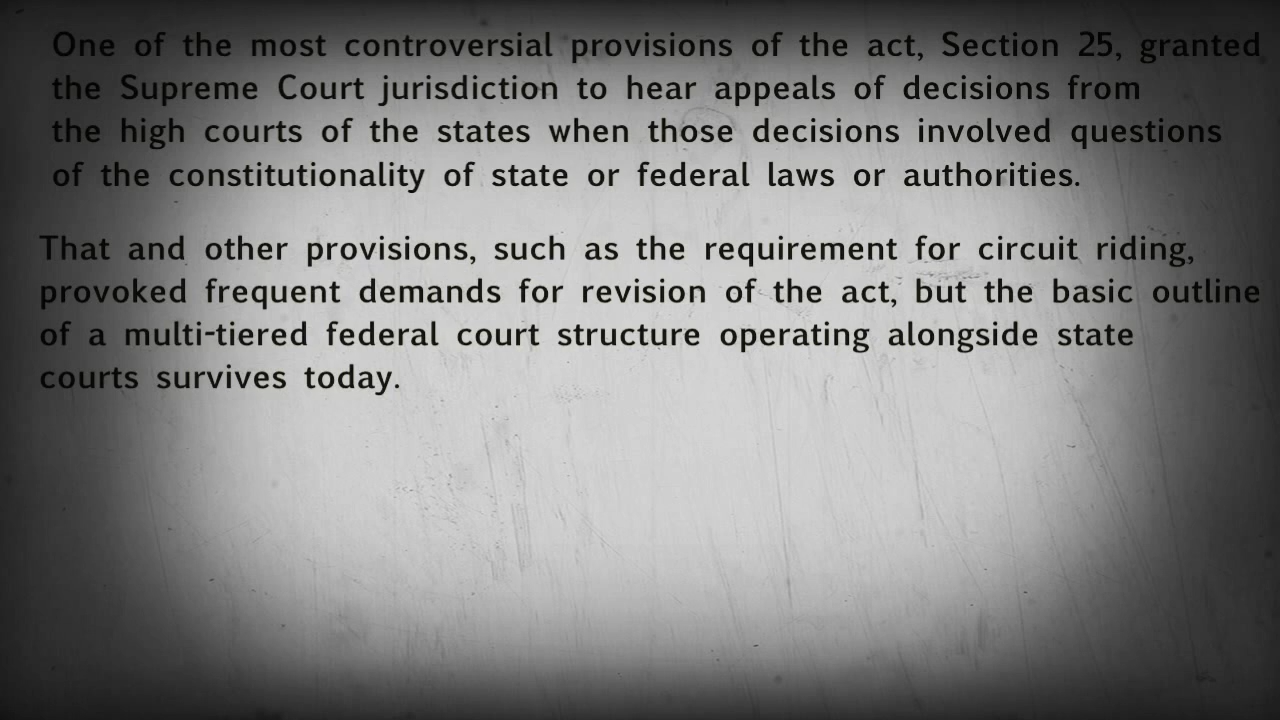 One of the most controversial provisions of the act, Section 25, granted
the Supreme Court jurisdiction to hear appeals of decisions from
the high courts of the states when those decisions involved questions
of the constitutionality of state or federal laws or authorities.
That and other provisions, such as the requirement for circuit riding,
provoked frequent demands for revision of the act, but the basic outline
of a multi-tiered federal court structure operating alongside state
courts survives today.